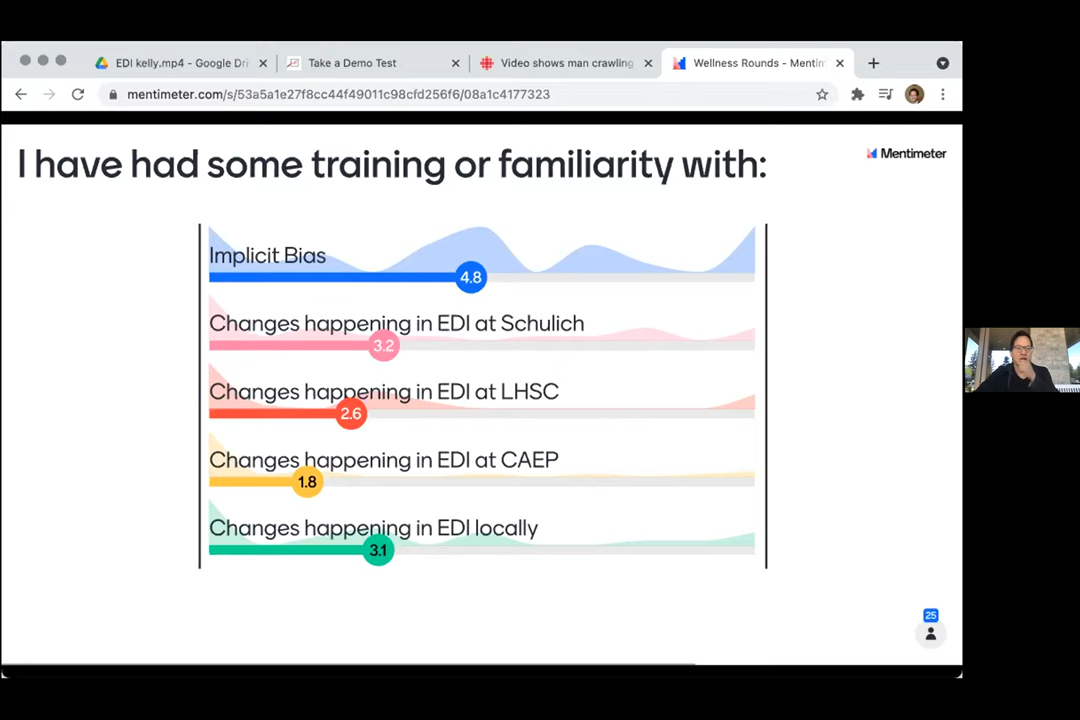 EDI kelly.mp4 - Google Dri
Take a Demo Test
Video shows man crawling
Wellness Rounds - Mentim
mentimeter.com/s/53a5a1e27f8cc44f49011c98cfd256f6/08a1c4177323
I have had some training or familiarity with:
Mentimeter
Implicit Bias
4.8
Changes happening in EDI at Schulich
3.2
Changes happening in EDI at LHSC
2.6
Changes happening in EDI at CAEP
1.8
Changes happening in EDI locally
3.1
25